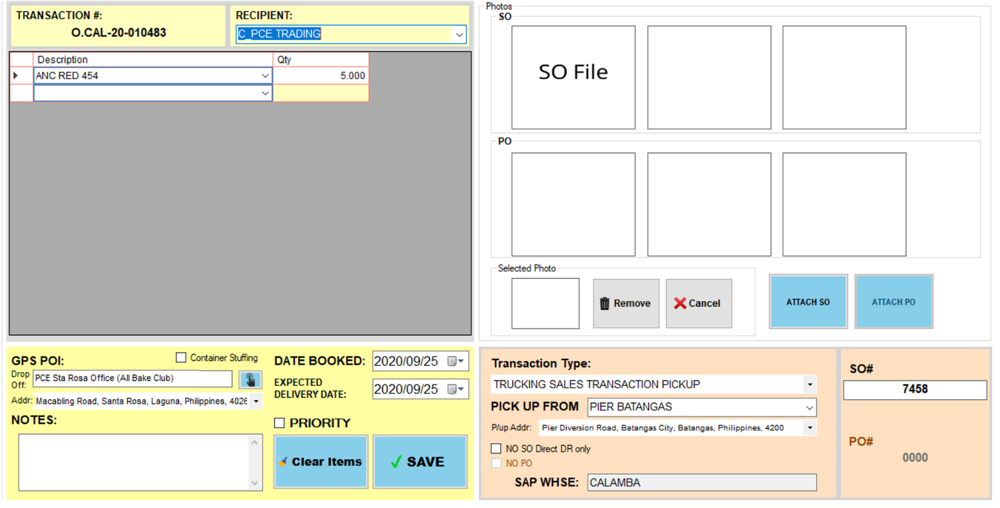 TRANSACTION #:
O.CAL-20-010483
RECIPIENT:
C_PCE TRADING
Description
Qty
ANC RED 454
5.000
Photos
SO
SO File
PO
Selected Photo
Remove
Cancel
ATTACH SO
ATTACH PO
GPS POI:
Container Stuffing
Drop
Off:
PCE Sta Rosa Office (All Bake Club)
Addr:
Macabling Road, Santa Rosa, Laguna, Philippines, 4026
NOTES:
DATE BOOKED:
2020/09/25
EXPECTED
DELIVERY DATE:
2020/09/25
PRIORITY
Clear Items
SAVE
Transaction Type:
TRUCKING SALES TRANSACTION PICKUP
PICK UP FROM
PIER BATANGAS
P/up Addr:
Pier Diversion Road, Batangas City, Batangas, Philippines, 4200
NO SO Direct DR only
NO PO
SAP WHSE:
CALAMBA
SO#
7458
PO#
0000